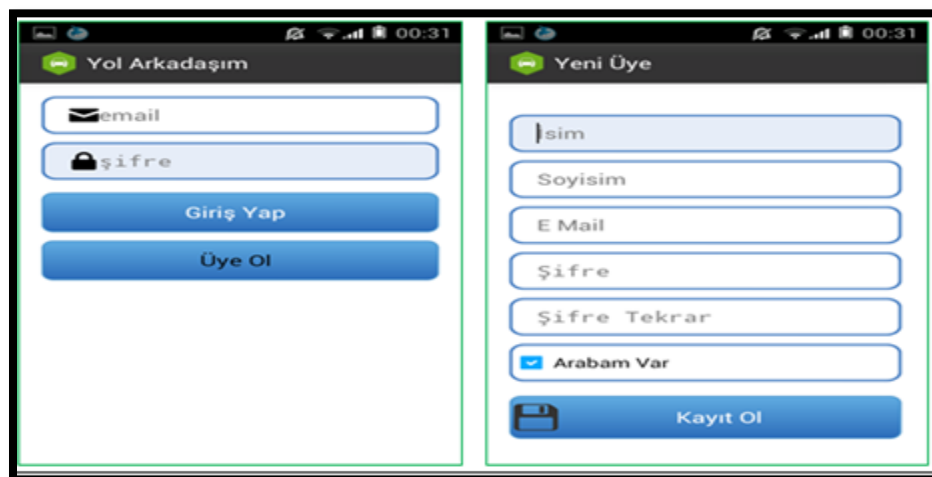 00:31
Yol Arkadaşım
email
şifre
Giriş Yap
Üye Ol
00:31
Yeni Üye
İsim
Soyisim
E Mail
Şifre
Şifre Tekrar
Arabam Var
Kayıt Ol